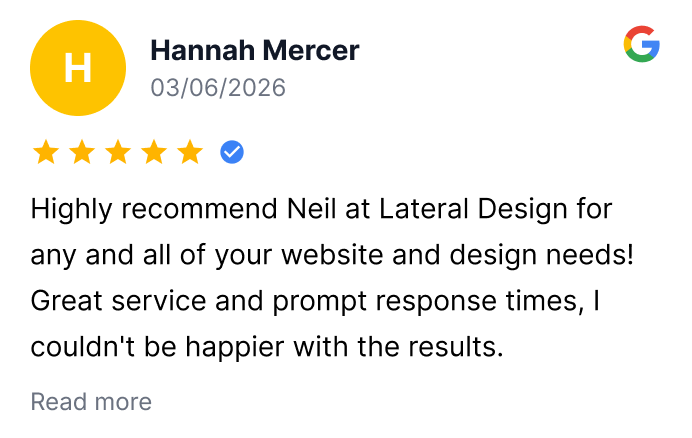 H
Hannah Mercer
03/06/2026
Highly recommend Neil at Lateral Design for
any and all of your website and design needs!
Great service and prompt response times, I
couldn't be happier with the results.
Read more